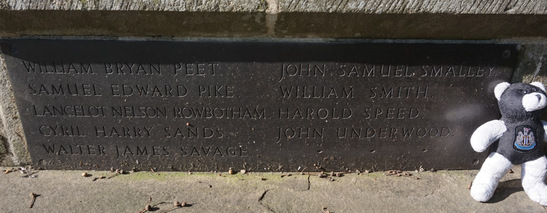 WILLIAM BRYAN PEET
SAMUEL EDWARD PIKE
LANCELOT NELSON ROWBOTHAM
CYRIL HARRY SANDS
WALTER JAMES SAVAGE
JOHN SAMUEL SMALLEY
WILLIAM SMITH
HAROLD SPEED
JOHN UNDERWOOD